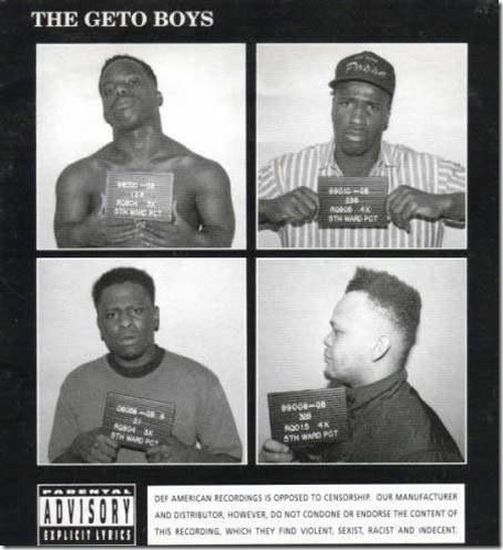 THE GETO BOYS
5TH WARD PCT
Posse
5TH WARD PCT
5TH WARD PCT
5TH WARD PCT
PARENTAL
ADVISORY
EXPLICIT LYRICS
DEF AMERICAN RECORDINGS IS OPPOSED TO CENSORSHIP. OUR MANUFACTURER
AND DISTRIBUTOR, HOWEVER, DO NOT CONDONE OR ENDORSE THE CONTENT OF
THIS RECORDING, WHICH THEY FIND VIOLENT, SEXIST, RACIST AND INDECENT.